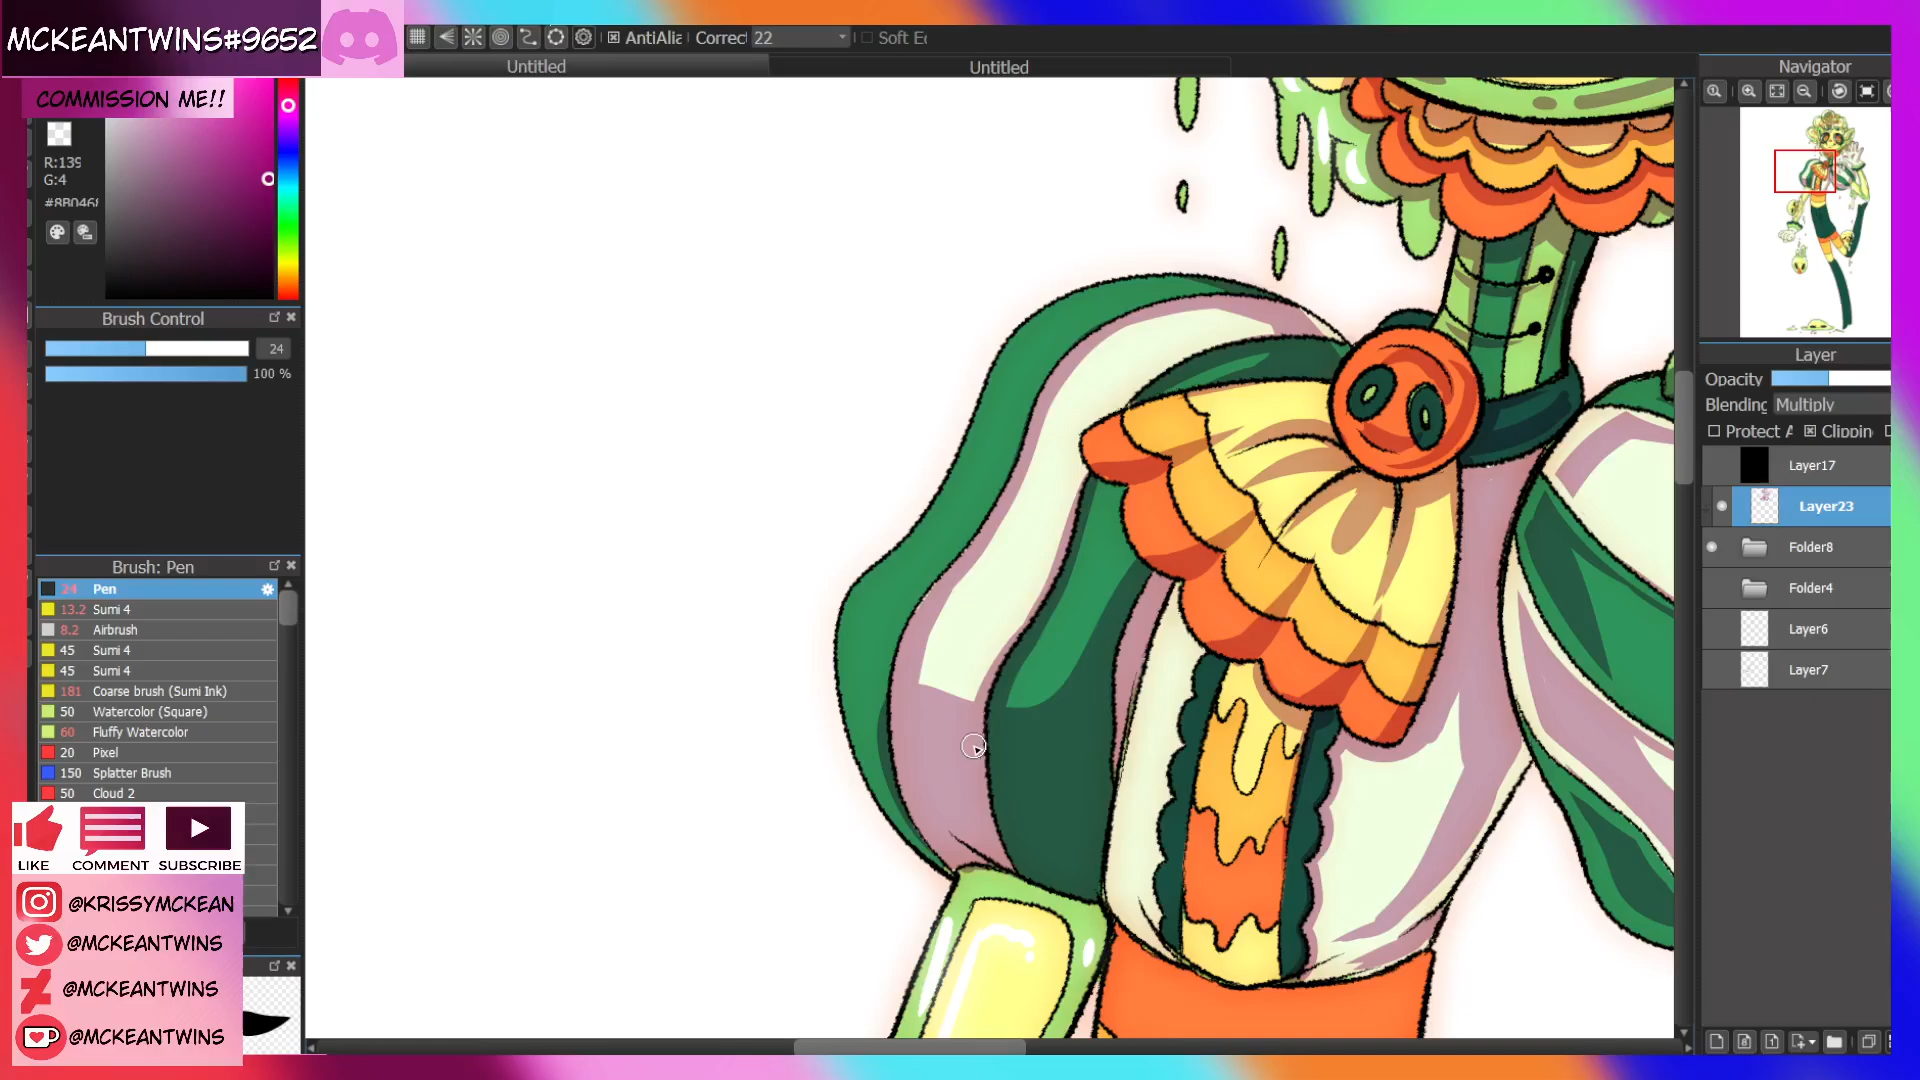 MCKEANTWINS#9652
COMMISSION ME!!
AntiAlia
Correct
22
Soft E
Untitled
Untitled
Navigator
R:139
G:4
#8B046
Brush Control
24
100 %
Layer
Opacity
Blending
Multiply
Protect A
Clippin
Layer17
Layer23
Folder8
Folder4
Layer6
Layer7
Brush: Pen
24 Pen
13.2 Sumi 4
8.2 Airbrush
45 Sumi 4
45 Sumi 4
181 Coarse brush (Sumi Ink)
50 Watercolor (Square)
60 Fluffy Watercolor
20 Pixel
150 Splatter Brush
50 Cloud 2
LIKE COMMENT SUBSCRIBE
@KRISSYMCKEAN
@MCKEANTWINS
@MCKEANTWINS
@MCKEANTWINS